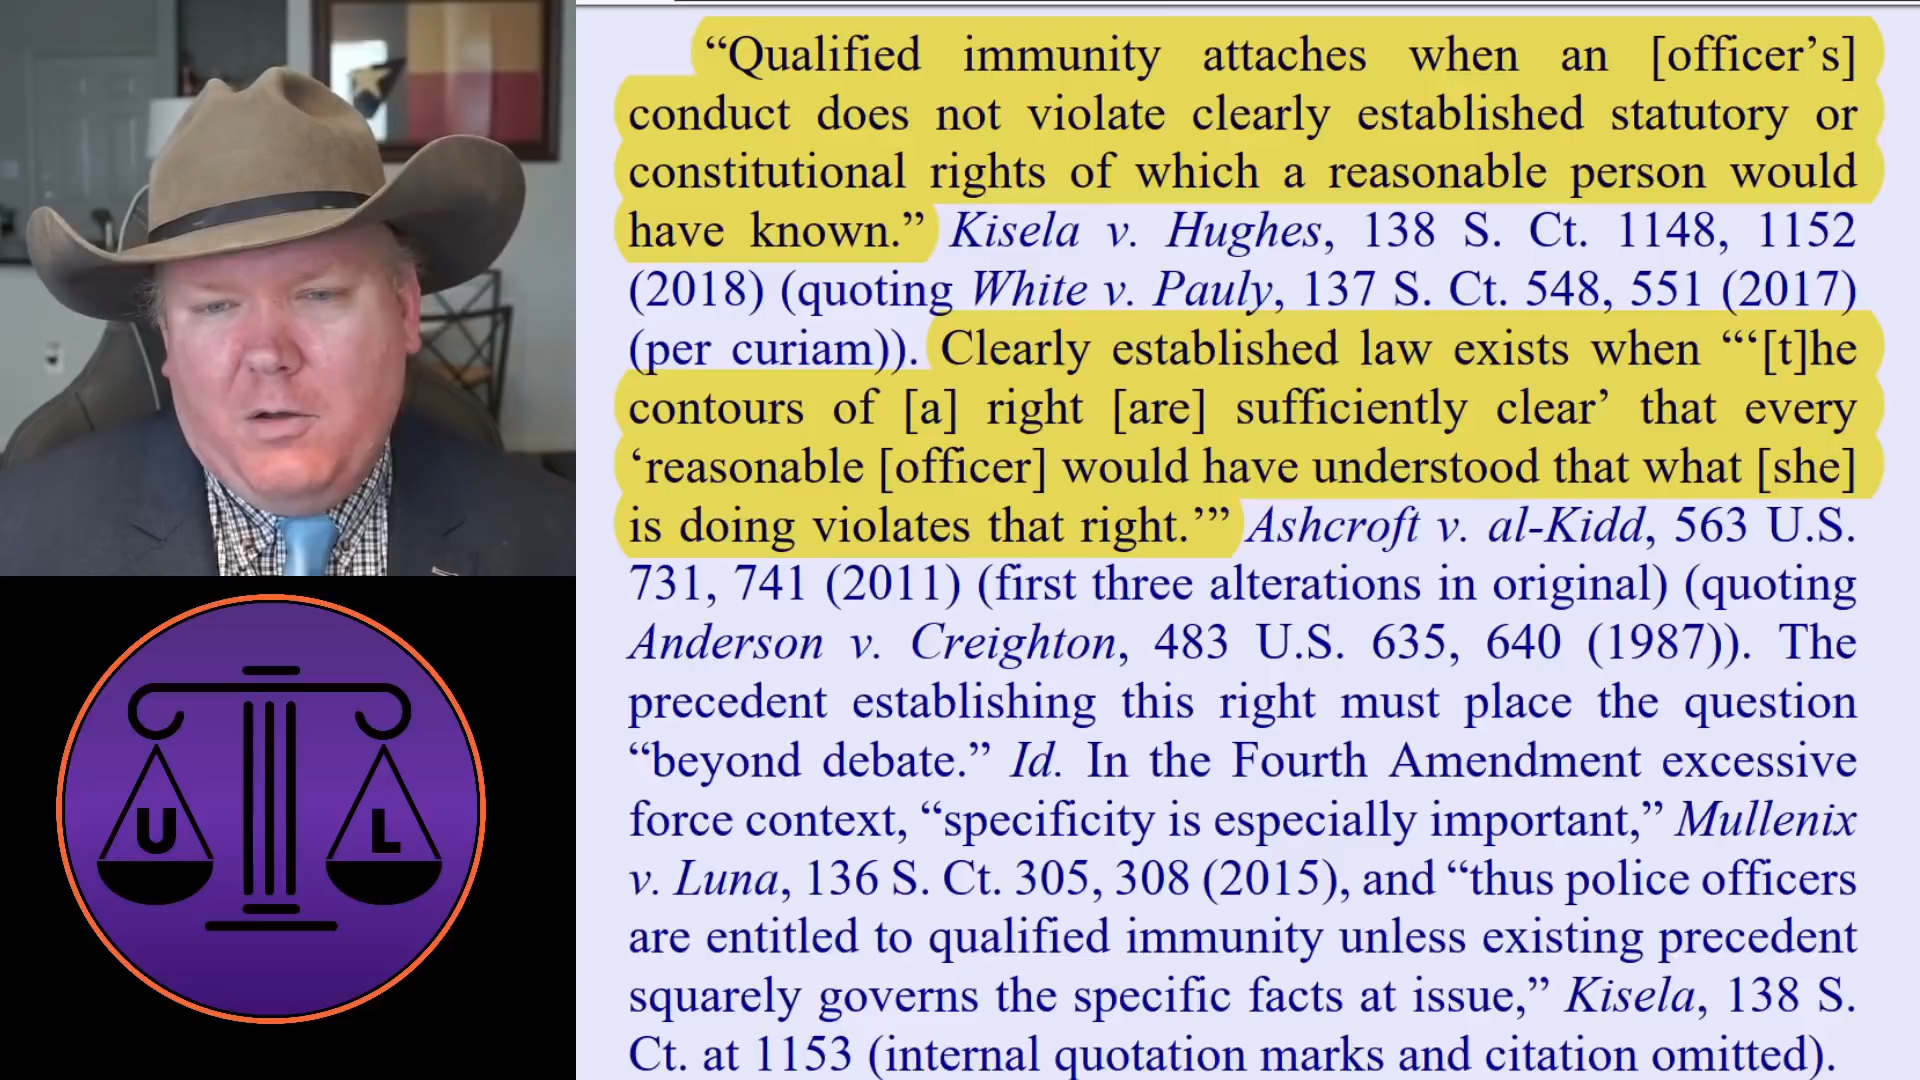 “Qualified immunity attaches when an [officer’s]
conduct does not violate clearly established statutory or
constitutional rights of which a reasonable person would
have known.” Kisela v. Hughes, 138 S. Ct. 1148, 1152
(2018) (quoting White v. Pauly, 137 S. Ct. 548, 551 (2017)
(per curiam)). Clearly established law exists when “‘[t]he
contours of [a] right [are] sufficiently clear’ that every
‘reasonable [officer] would have understood that what [she]
is doing violates that right.’” Ashcroft v. al-Kidd, 563 U.S.
731, 741 (2011) (first three alterations in original) (quoting
Anderson v. Creighton, 483 U.S. 635, 640 (1987)). The
precedent establishing this right must place the question
“beyond debate.” Id. In the Fourth Amendment excessive
force context, “specificity is especially important,” Mullenix
v. Luna, 136 S. Ct. 305, 308 (2015), and “thus police officers
are entitled to qualified immunity unless existing precedent
squarely governs the specific facts at issue,” Kisela, 138 S.
Ct. at 1153 (internal quotation marks and citation omitted).
U L